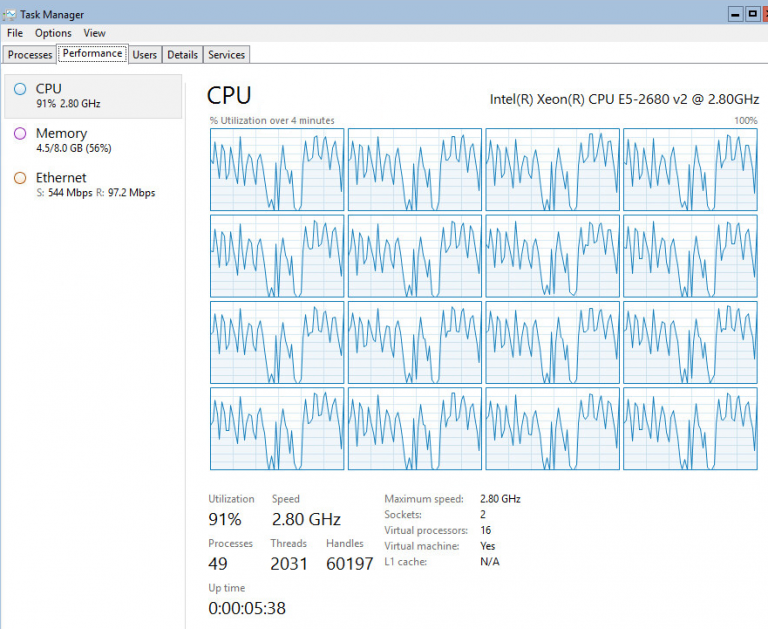 Task Manager
File Options View
Processes Performance Users Details Services
CPU
91% 2.80 GHz
Memory
4.5/8.0 GB (56%)
Ethernet
S: 544 Mbps R: 97.2 Mbps
CPU Intel(R) Xeon(R) CPU E5-2680 v2 @ 2.80GHz
% Utilization over 4 minutes 100%
Utilization Speed
91% 2.80 GHz
Processes Threads Handles
49 2031 60197
Up time
0:00:05:38
Maximum speed: 2.80 GHz
Sockets: 2
Virtual processors: 16
Virtual machine: Yes
L1 cache: N/A